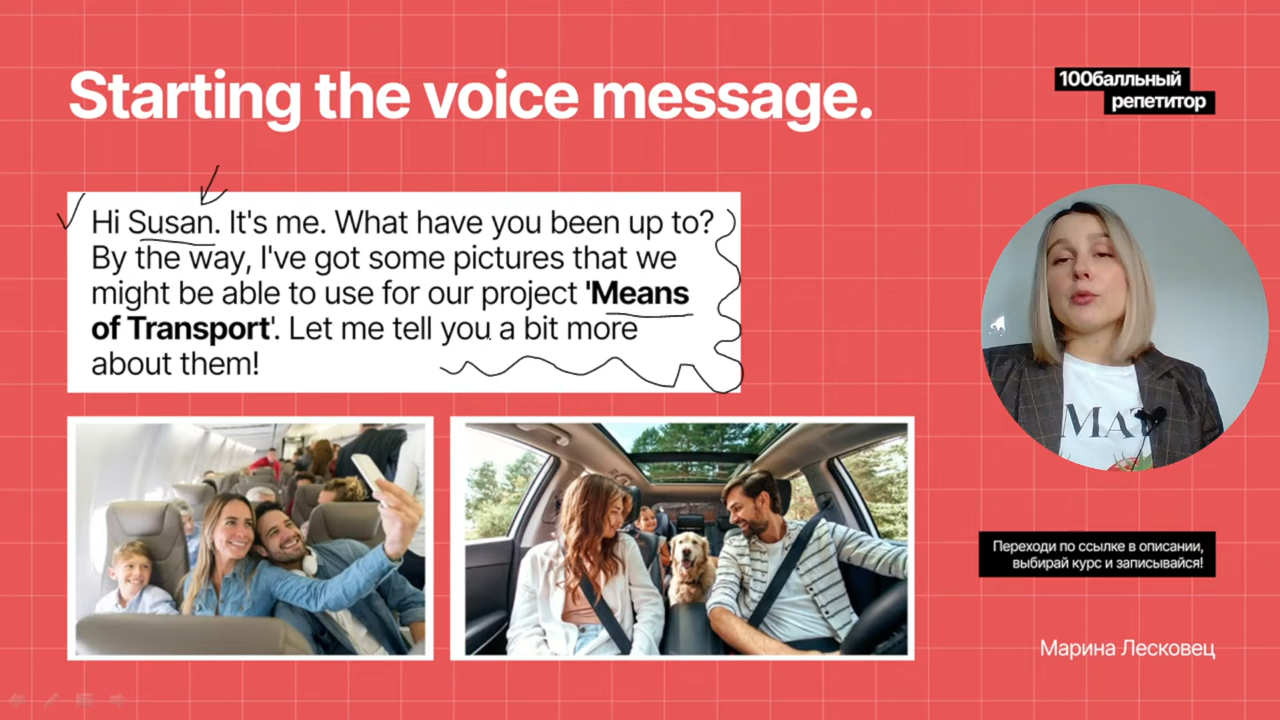 Starting the voice message.
100балльный
репетитор
Hi Susan. It's me. What have you been up to?
By the way, I've got some pictures that we
might be able to use for our project 'Means
of Transport'. Let me tell you a bit more
about them!
МАТ
Переходи по ссылке в описании,
выбирай курс и записывайся!
Марина Лесковец